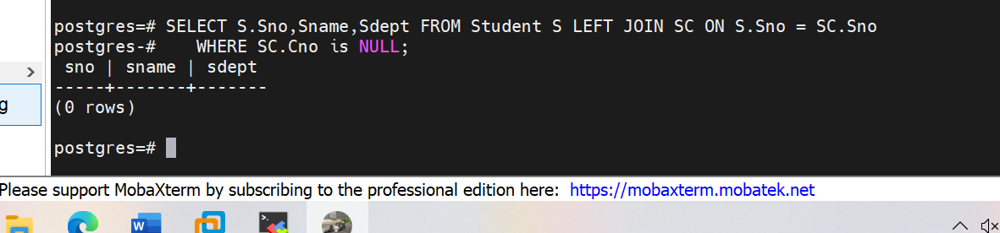 postgres=# SELECT S.Sno,Sname,Sdept FROM Student S LEFT JOIN SC ON S.Sno = SC.Sno
postgres-#    WHERE SC.Cno is NULL;
 sno | sname | sdept
-----+-------+-------
(0 rows)
g
postgres=#
Please support MobaXterm by subscribing to the professional edition here:  https://mobaxterm.mobatek.net
W
>_